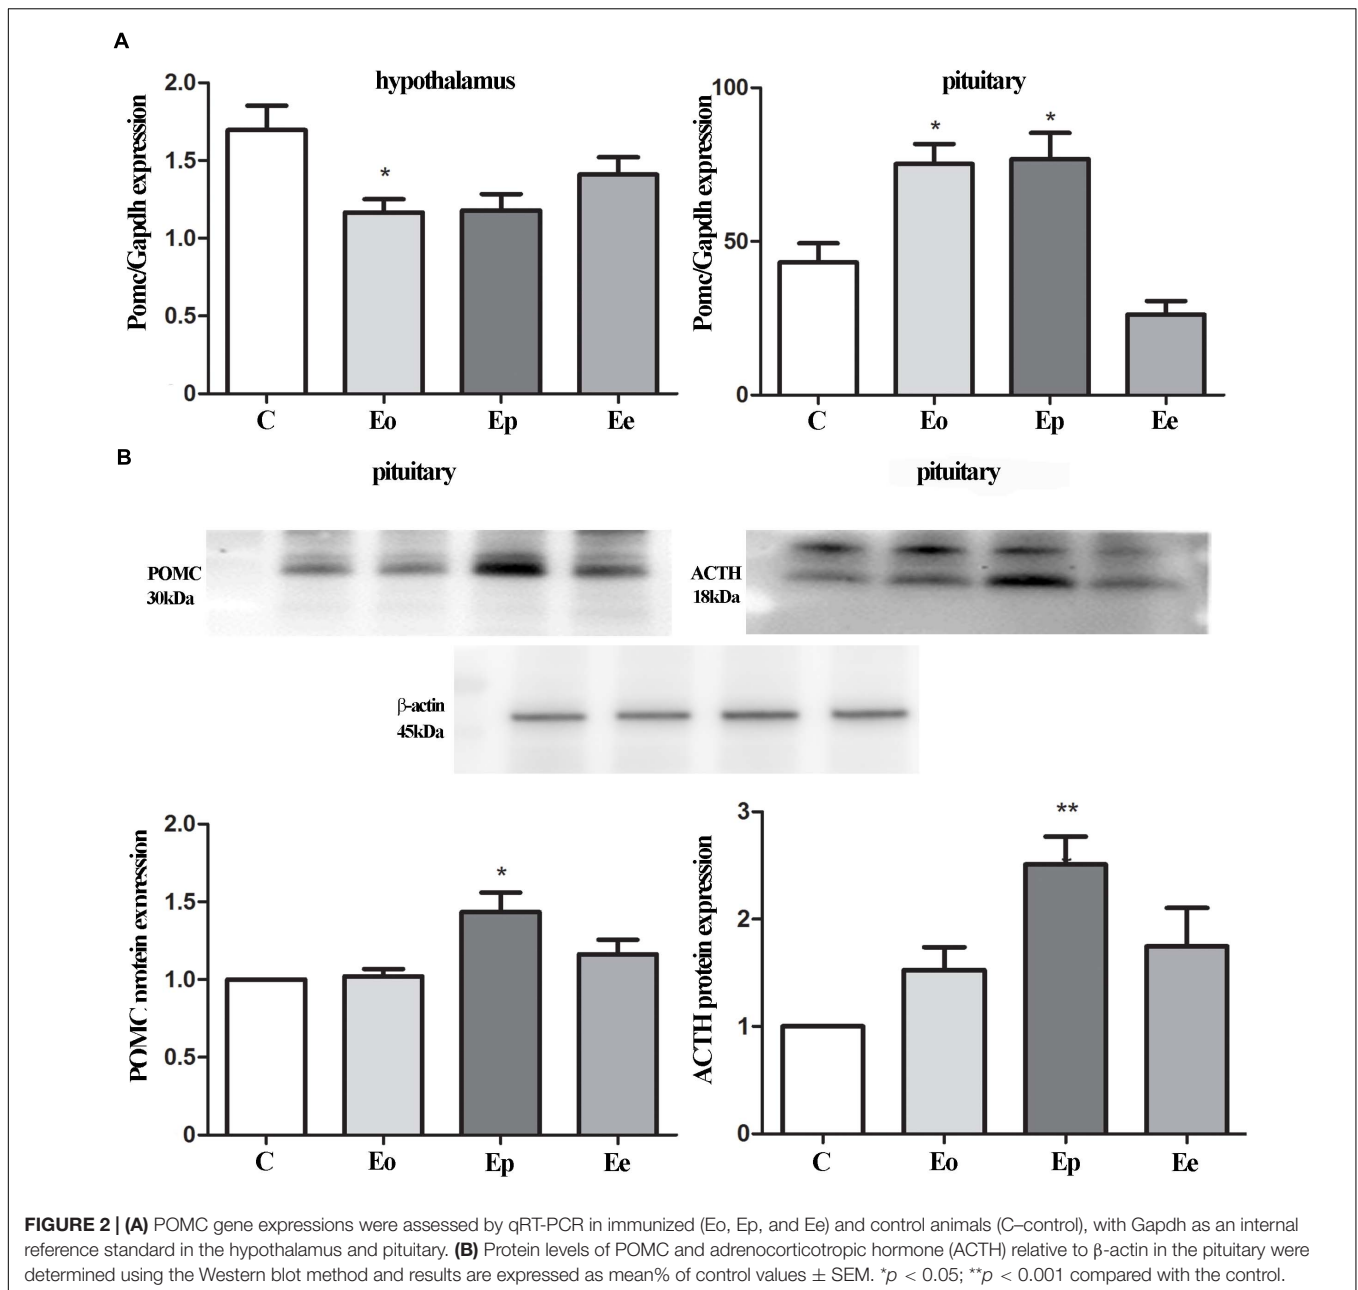 A
hypothalamus
Pomc/Gapdh expression
2.0
1.5
1.0
0.5
0
*
C Eo Ep Ee
pituitary
Pomc/Gapdh expression
100
50
0
* *
C Eo Ep Ee
B
pituitary
pituitary
POMC
30kDa
ACTH
18kDa
β-actin
45kDa
POMC protein expression
2.0
1.5
1.0
0.5
0
*
C Eo Ep Ee
ACTH protein expression
3
2
1
0
**
C Eo Ep Ee
FIGURE 2 | (A) POMC gene expressions were assessed by qRT-PCR in immunized (Eo, Ep, and Ee) and control animals (C–control), with Gapdh as an internal
reference standard in the hypothalamus and pituitary. (B) Protein levels of POMC and adrenocorticotropic hormone (ACTH) relative to β-actin in the pituitary were
determined using the Western blot method and results are expressed as mean% of control values ± SEM. *p < 0.05; **p < 0.001 compared with the control.